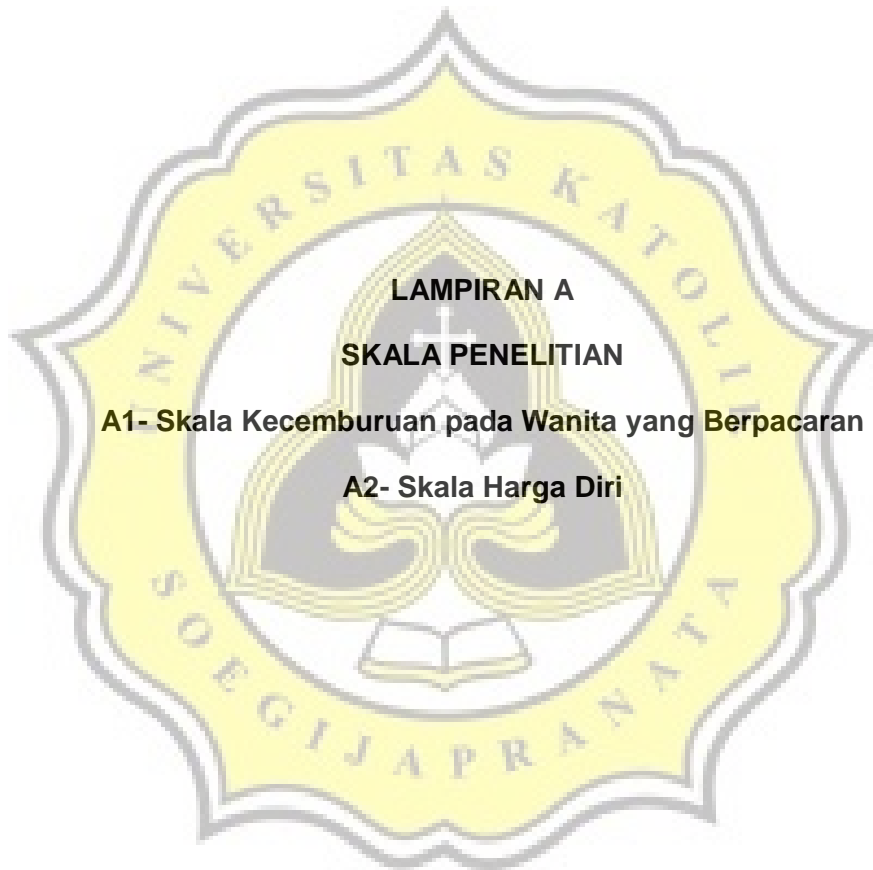 UNIVERSITAS KATOLIK
LAMPIRAN A
SKALA PENELITIAN
A1- Skala Kecemburuan pada Wanita yang Berpacaran
A2- Skala Harga Diri
SOEGIJAPRANATA